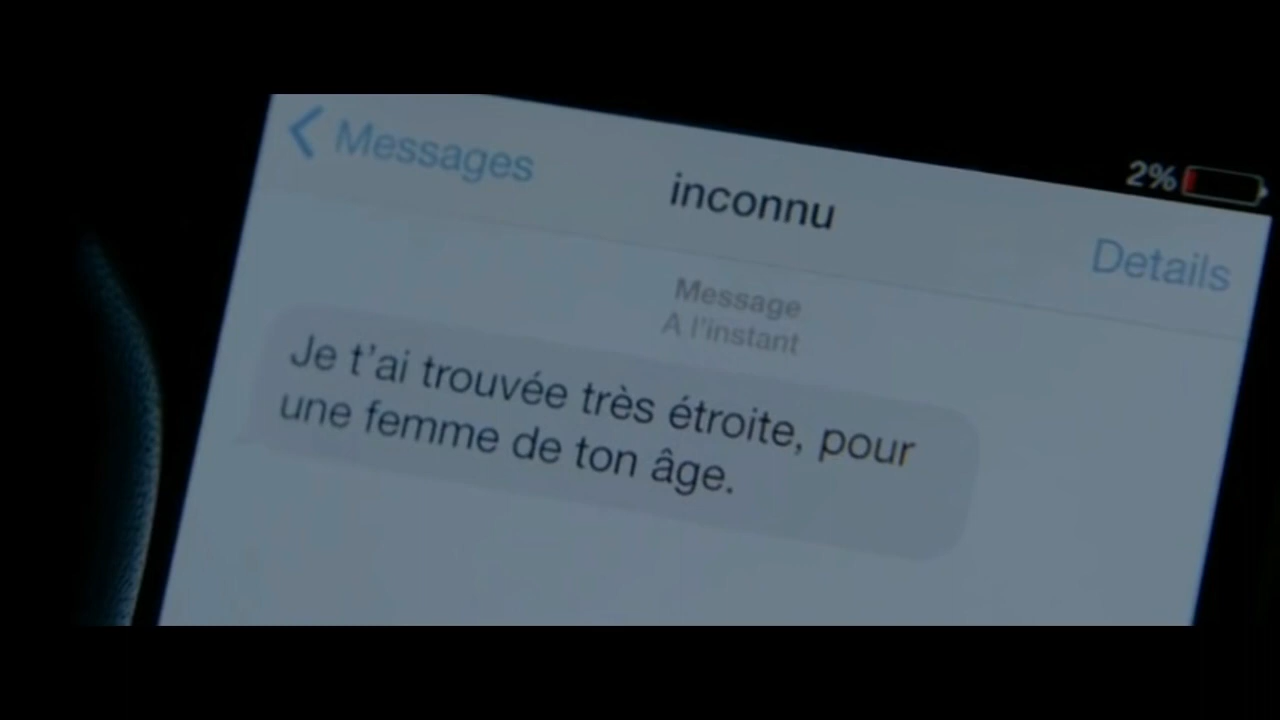 2%
Messages
inconnu
Details
Message
A l'instant
Je t'ai trouvée très étroite, pour
une femme de ton âge.